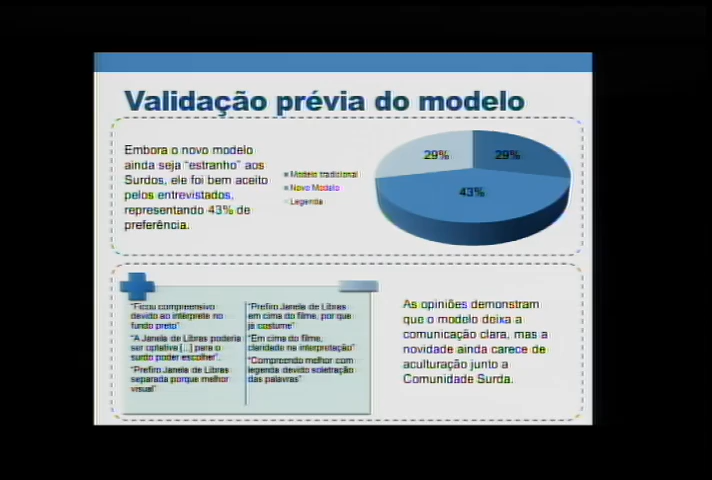 Validação prévia do modelo
Embora o novo modelo
ainda seja "estranho" aos
Surdos, ele foi bem aceito
pelos entrevistados,
representando 43% de
preferência.
Modelo tradicional
Novo Modelo
Legenda
29%
29%
43%
"Ficou compreensivo
devido ao intérprete no
fundo preto"
"A Janela de Libras poderia
ser optativa [...] para o
surdo poder escolher".
"Prefiro Janela de Libras
separada porque melhor
visual"
"Prefiro Janela de Libras
em cima do filme, por que
já costume"
"Em cima do filme,
claridade na interpretação"
"Compreendo melhor com
legenda devido soletração
das palavras"
As opiniões demonstram
que o modelo deixa a
comunicação clara, mas a
novidade ainda carece de
aculturação junto a
Comunidade Surda.